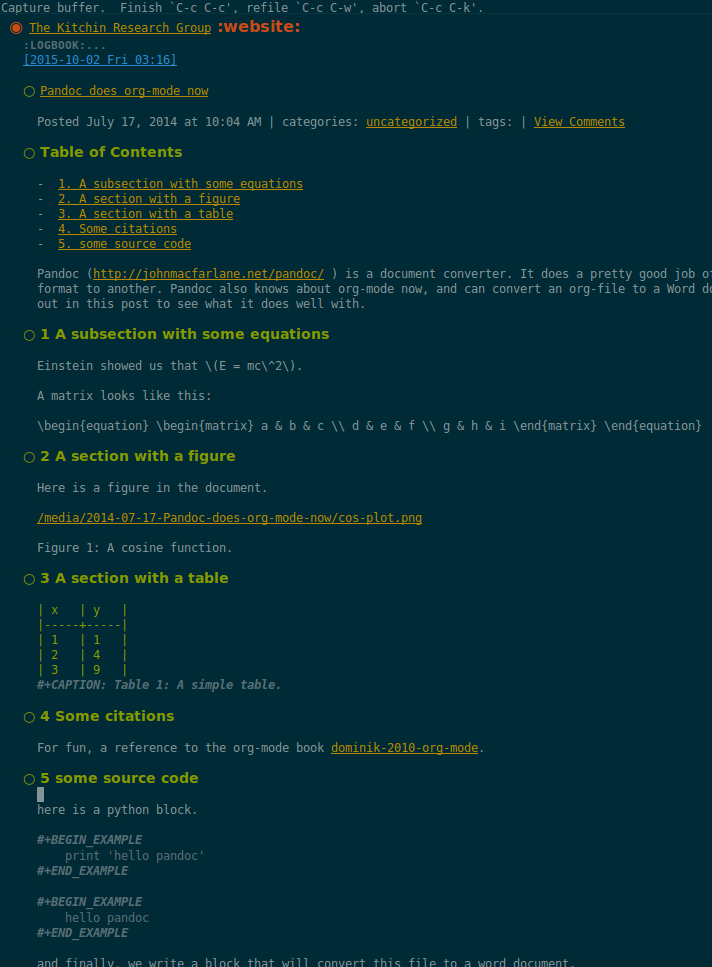 Capture buffer.  Finish `C-c C-c', refile `C-c C-w', abort `C-c C-k'.
The Kitchin Research Group :website:
:LOGBOOK:...
[2015-10-02 Fri 03:16]
Pandoc does org-mode now
Posted July 17, 2014 at 10:04 AM | categories: uncategorized | tags: | View Comments
Table of Contents
-  1. A subsection with some equations
-  2. A section with a figure
-  3. A section with a table
-  4. Some citations
-  5. some source code
Pandoc (http://johnmacfarlane.net/pandoc/ ) is a document converter. It does a pretty good job of
format to another. Pandoc also knows about org-mode now, and can convert an org-file to a Word do
out in this post to see what it does well with.
1 A subsection with some equations
Einstein showed us that \(E = mc\^2\).
A matrix looks like this:
\begin{equation} \begin{matrix} a & b & c \\ d & e & f \\ g & h & i \end{matrix} \end{equation}
2 A section with a figure
Here is a figure in the document.
/media/2014-07-17-Pandoc-does-org-mode-now/cos-plot.png
Figure 1: A cosine function.
3 A section with a table
| x   | y   |
|-----+-----|
| 1   | 1   |
| 2   | 4   |
| 3   | 9   |
#+CAPTION: Table 1: A simple table.
4 Some citations
For fun, a reference to the org-mode book dominik-2010-org-mode.
5 some source code
here is a python block.
#+BEGIN_EXAMPLE
print 'hello pandoc'
#+END_EXAMPLE
#+BEGIN_EXAMPLE
hello pandoc
#+END_EXAMPLE
and finally, we write a block that will convert this file to a word document.